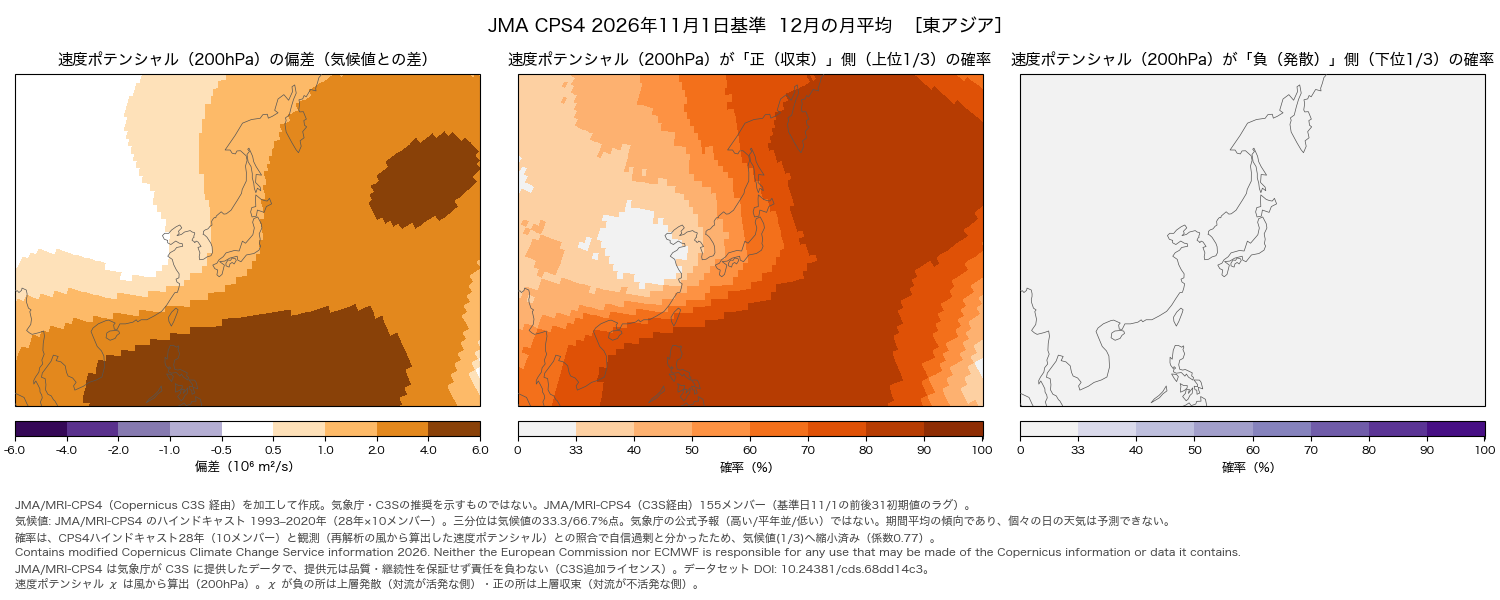 JMA CPS4 2026年11月1日基準 12月の月平均 ［東アジア］
速度ポテンシャル（200hPa）の偏差（気候値との差）
速度ポテンシャル（200hPa）が「正（収束）」側（上位1/3）の確率
速度ポテンシャル（200hPa）が「負（発散）」側（下位1/3）の確率
-6.0 -4.0 -2.0 -1.0 -0.5 0.5 1.0 2.0 4.0 6.0
偏差（10⁶ m²/s）
0 33 40 50 60 70 80 90 100
確率（%）
0 33 40 50 60 70 80 90 100
確率（%）
JMA/MRI-CPS4（Copernicus C3S 経由）を加工して作成。気象庁・C3Sの推奨を示すものではない。JMA/MRI-CPS4（C3S経由）155メンバー（基準日11/1の前後31初期値のラグ）。
気候値: JMA/MRI-CPS4 のハインドキャスト 1993–2020年（28年×10メンバー）。三分位は気候値の33.3/66.7%点。気象庁の公式予報（高い/平年並/低い）ではない。期間平均の傾向であり、個々の日の天気は予測できない。
確率は、CPS4ハインドキャスト28年（10メンバー）と観測（再解析の風から算出した速度ポテンシャル）との照合で自信過剰と分かったため、気候値(1/3)へ縮小済み（係数0.77）。
Contains modified Copernicus Climate Change Service information 2026. Neither the European Commission nor ECMWF is responsible for any use that may be made of the Copernicus information or data it contains.
JMA/MRI-CPS4 は気象庁が C3S に提供したデータで、提供元は品質・継続性を保証せず責任を負わない（C3S追加ライセンス）。データセット DOI: 10.24381/cds.68dd14c3。
速度ポテンシャル χ は風から算出（200hPa）。χ が負の所は上層発散（対流が活発な側）・正の所は上層収束（対流が不活発な側）。